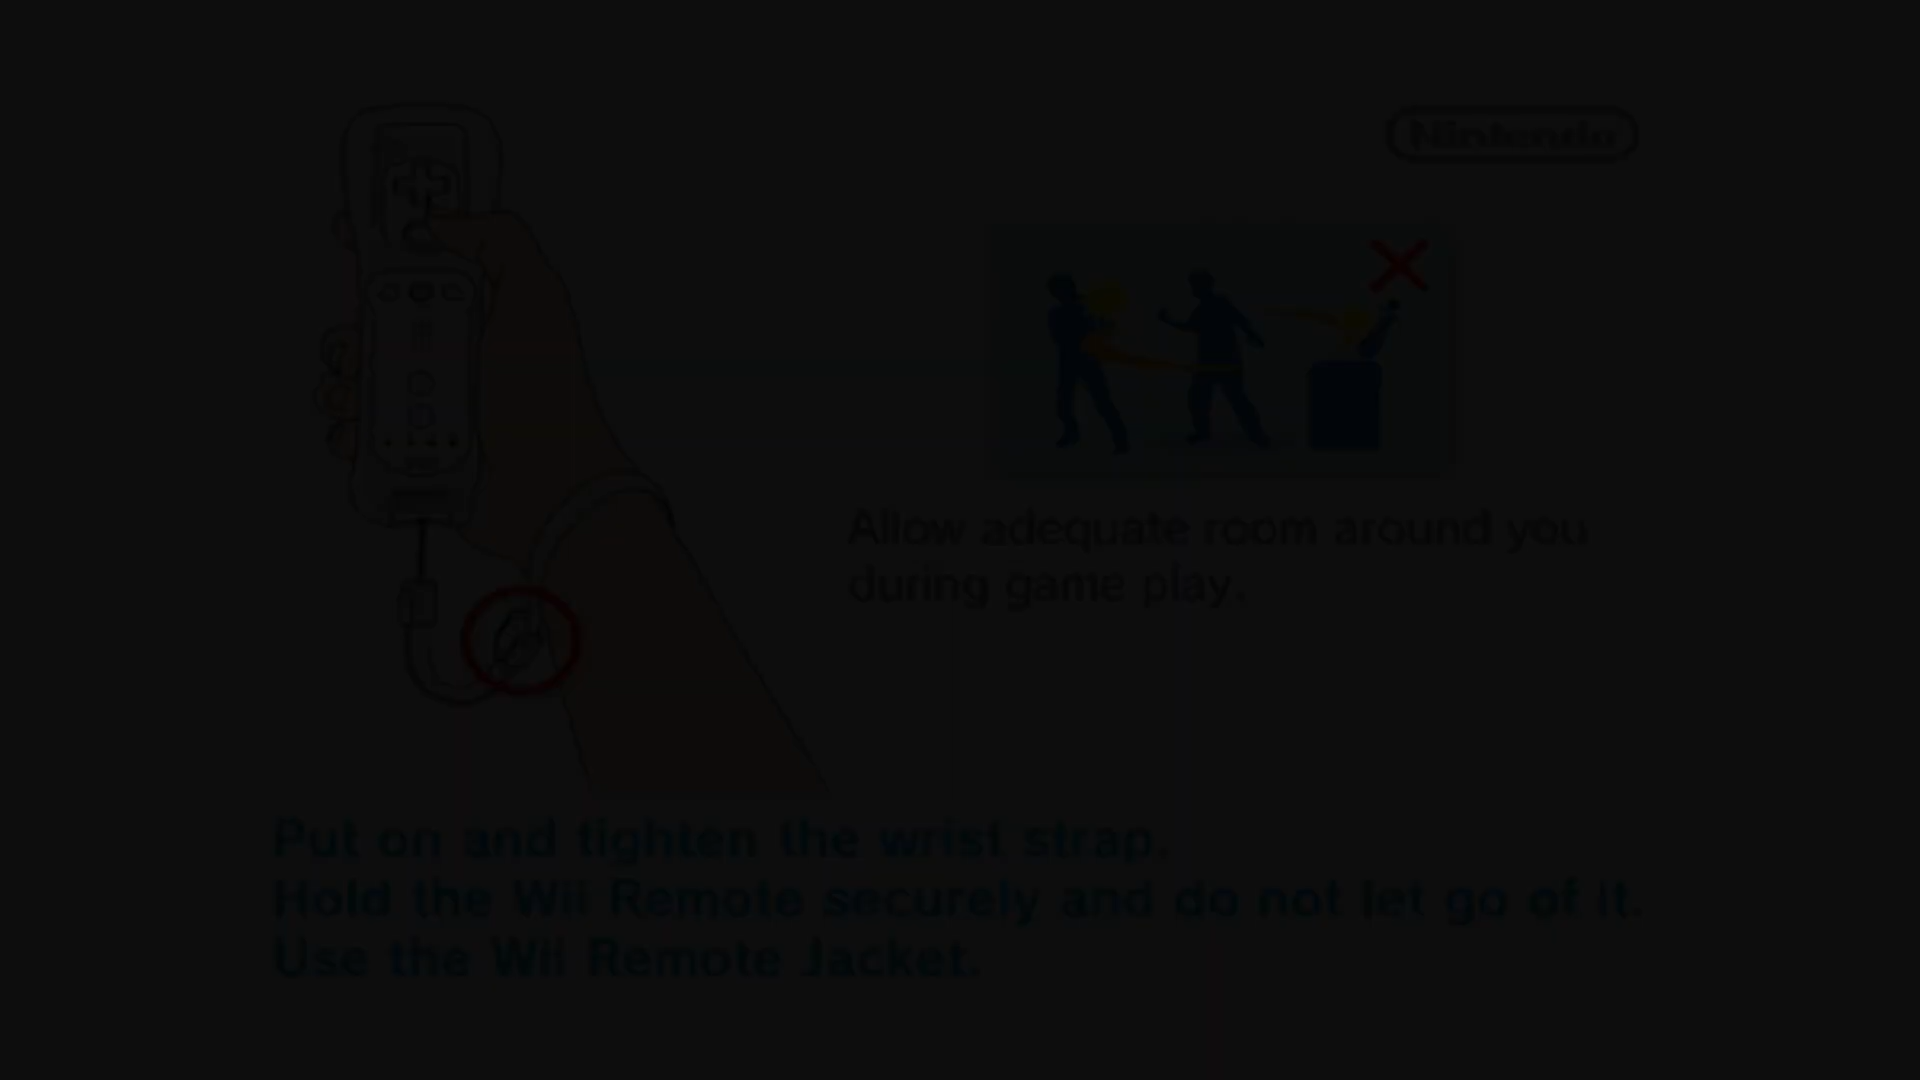 Nintendo
Allow adequate room around you
during game play.
Put on and tighten the wrist strap.
Hold the Wii Remote securely and do not let go of it.
Use the Wii Remote Jacket.